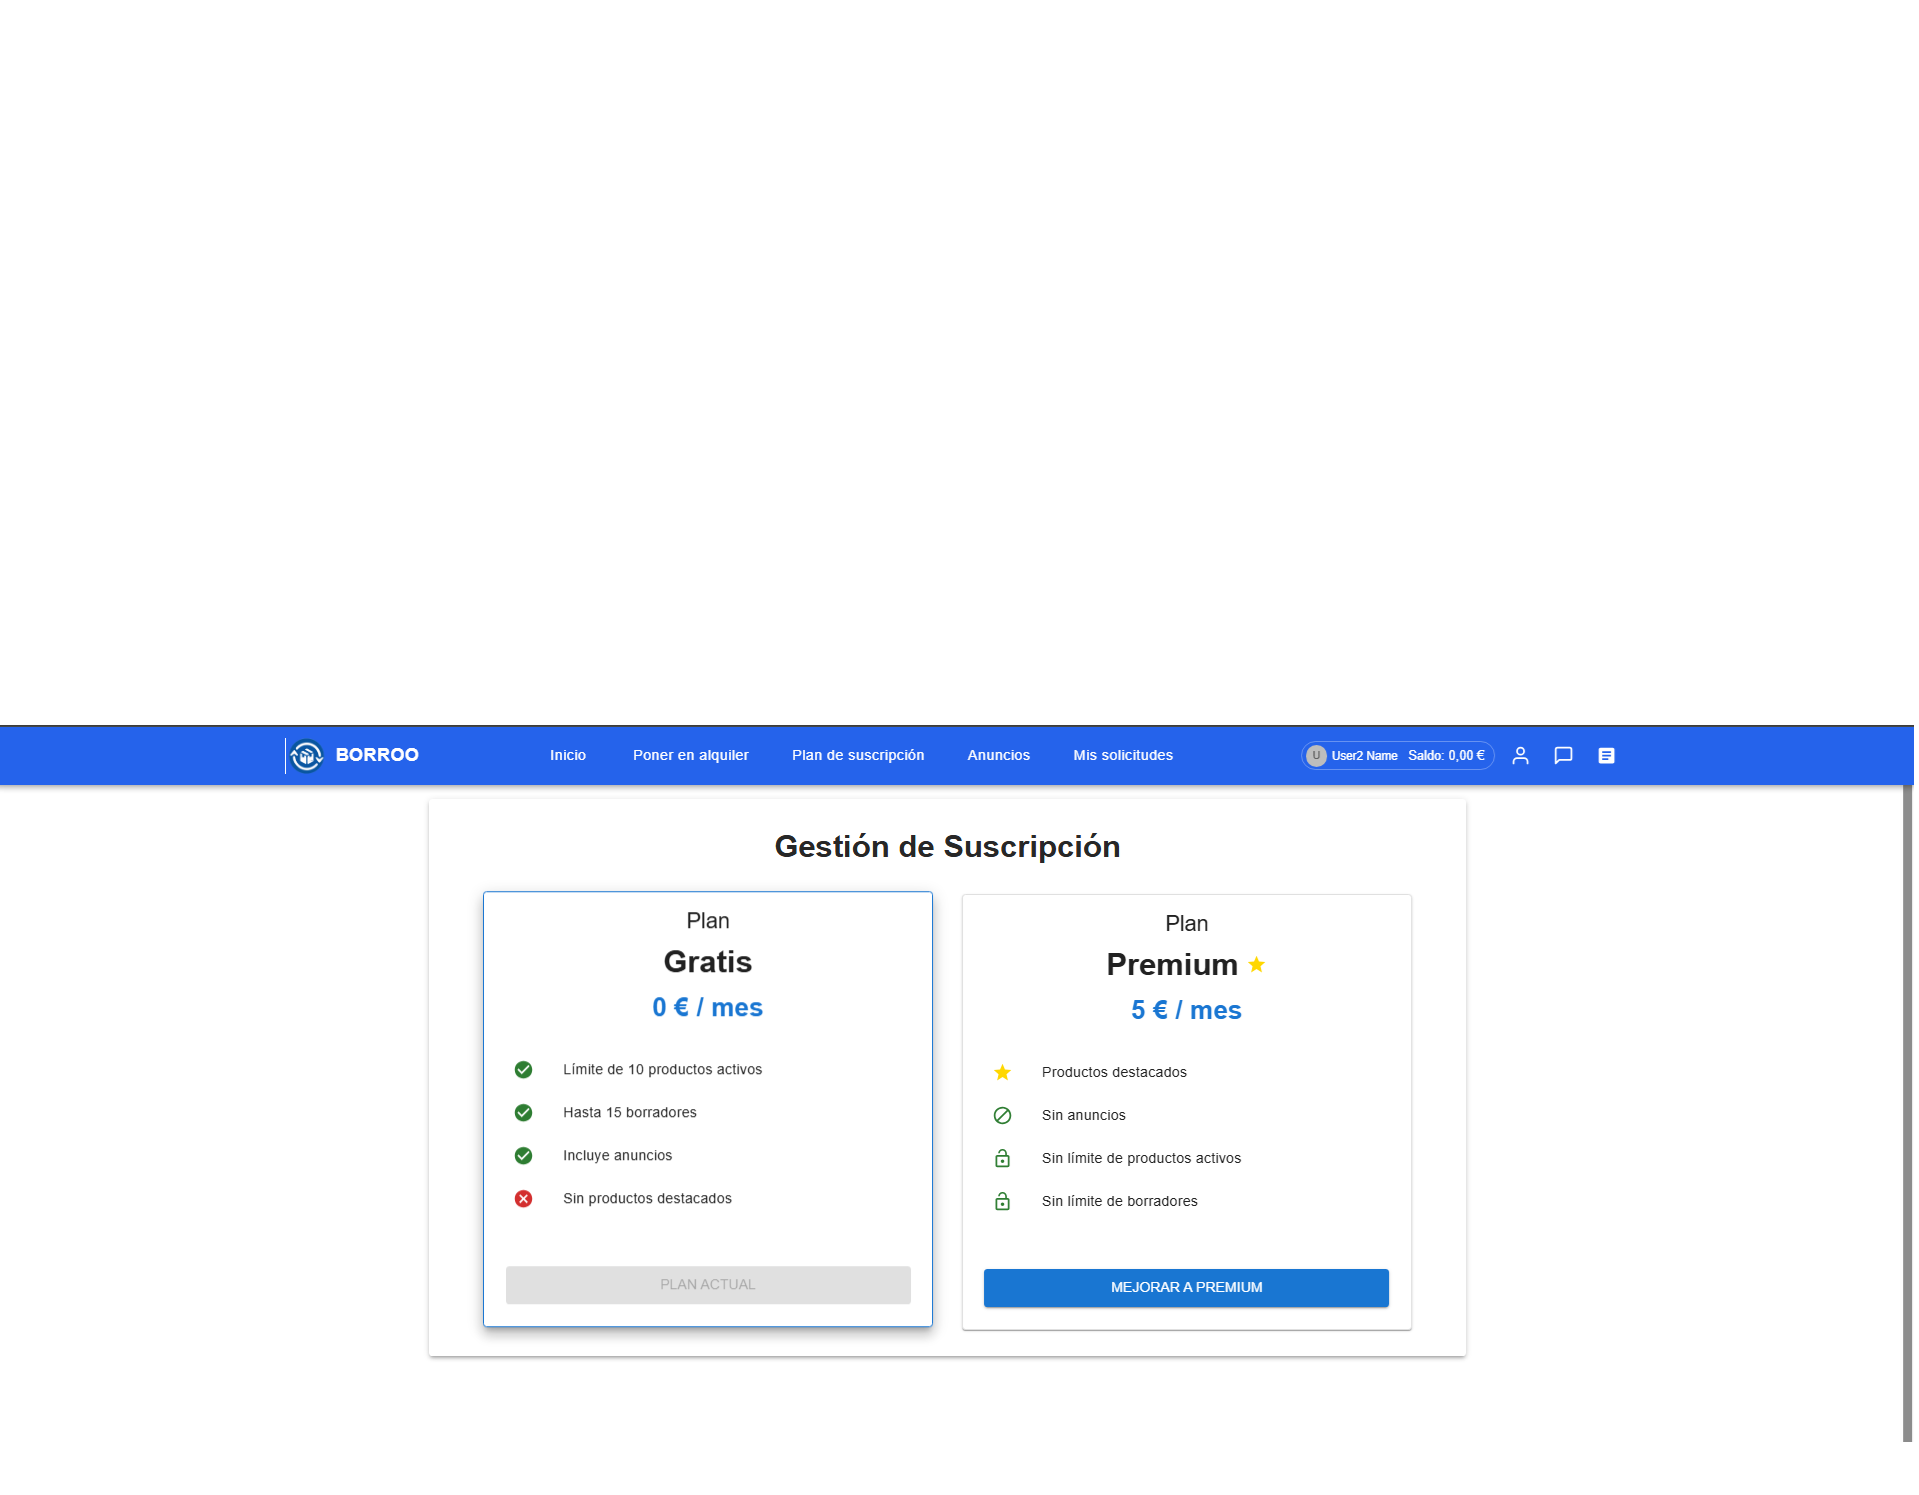 BORROO
Inicio
Poner en alquiler
Plan de suscripción
Anuncios
Mis solicitudes
U
User2 Name
Saldo: 0,00 €
Gestión de Suscripción
Plan
Gratis
0 € / mes
Límite de 10 productos activos
Hasta 15 borradores
Incluye anuncios
Sin productos destacados
PLAN ACTUAL
Plan
Premium
5 € / mes
Productos destacados
Sin anuncios
Sin límite de productos activos
Sin límite de borradores
MEJORAR A PREMIUM